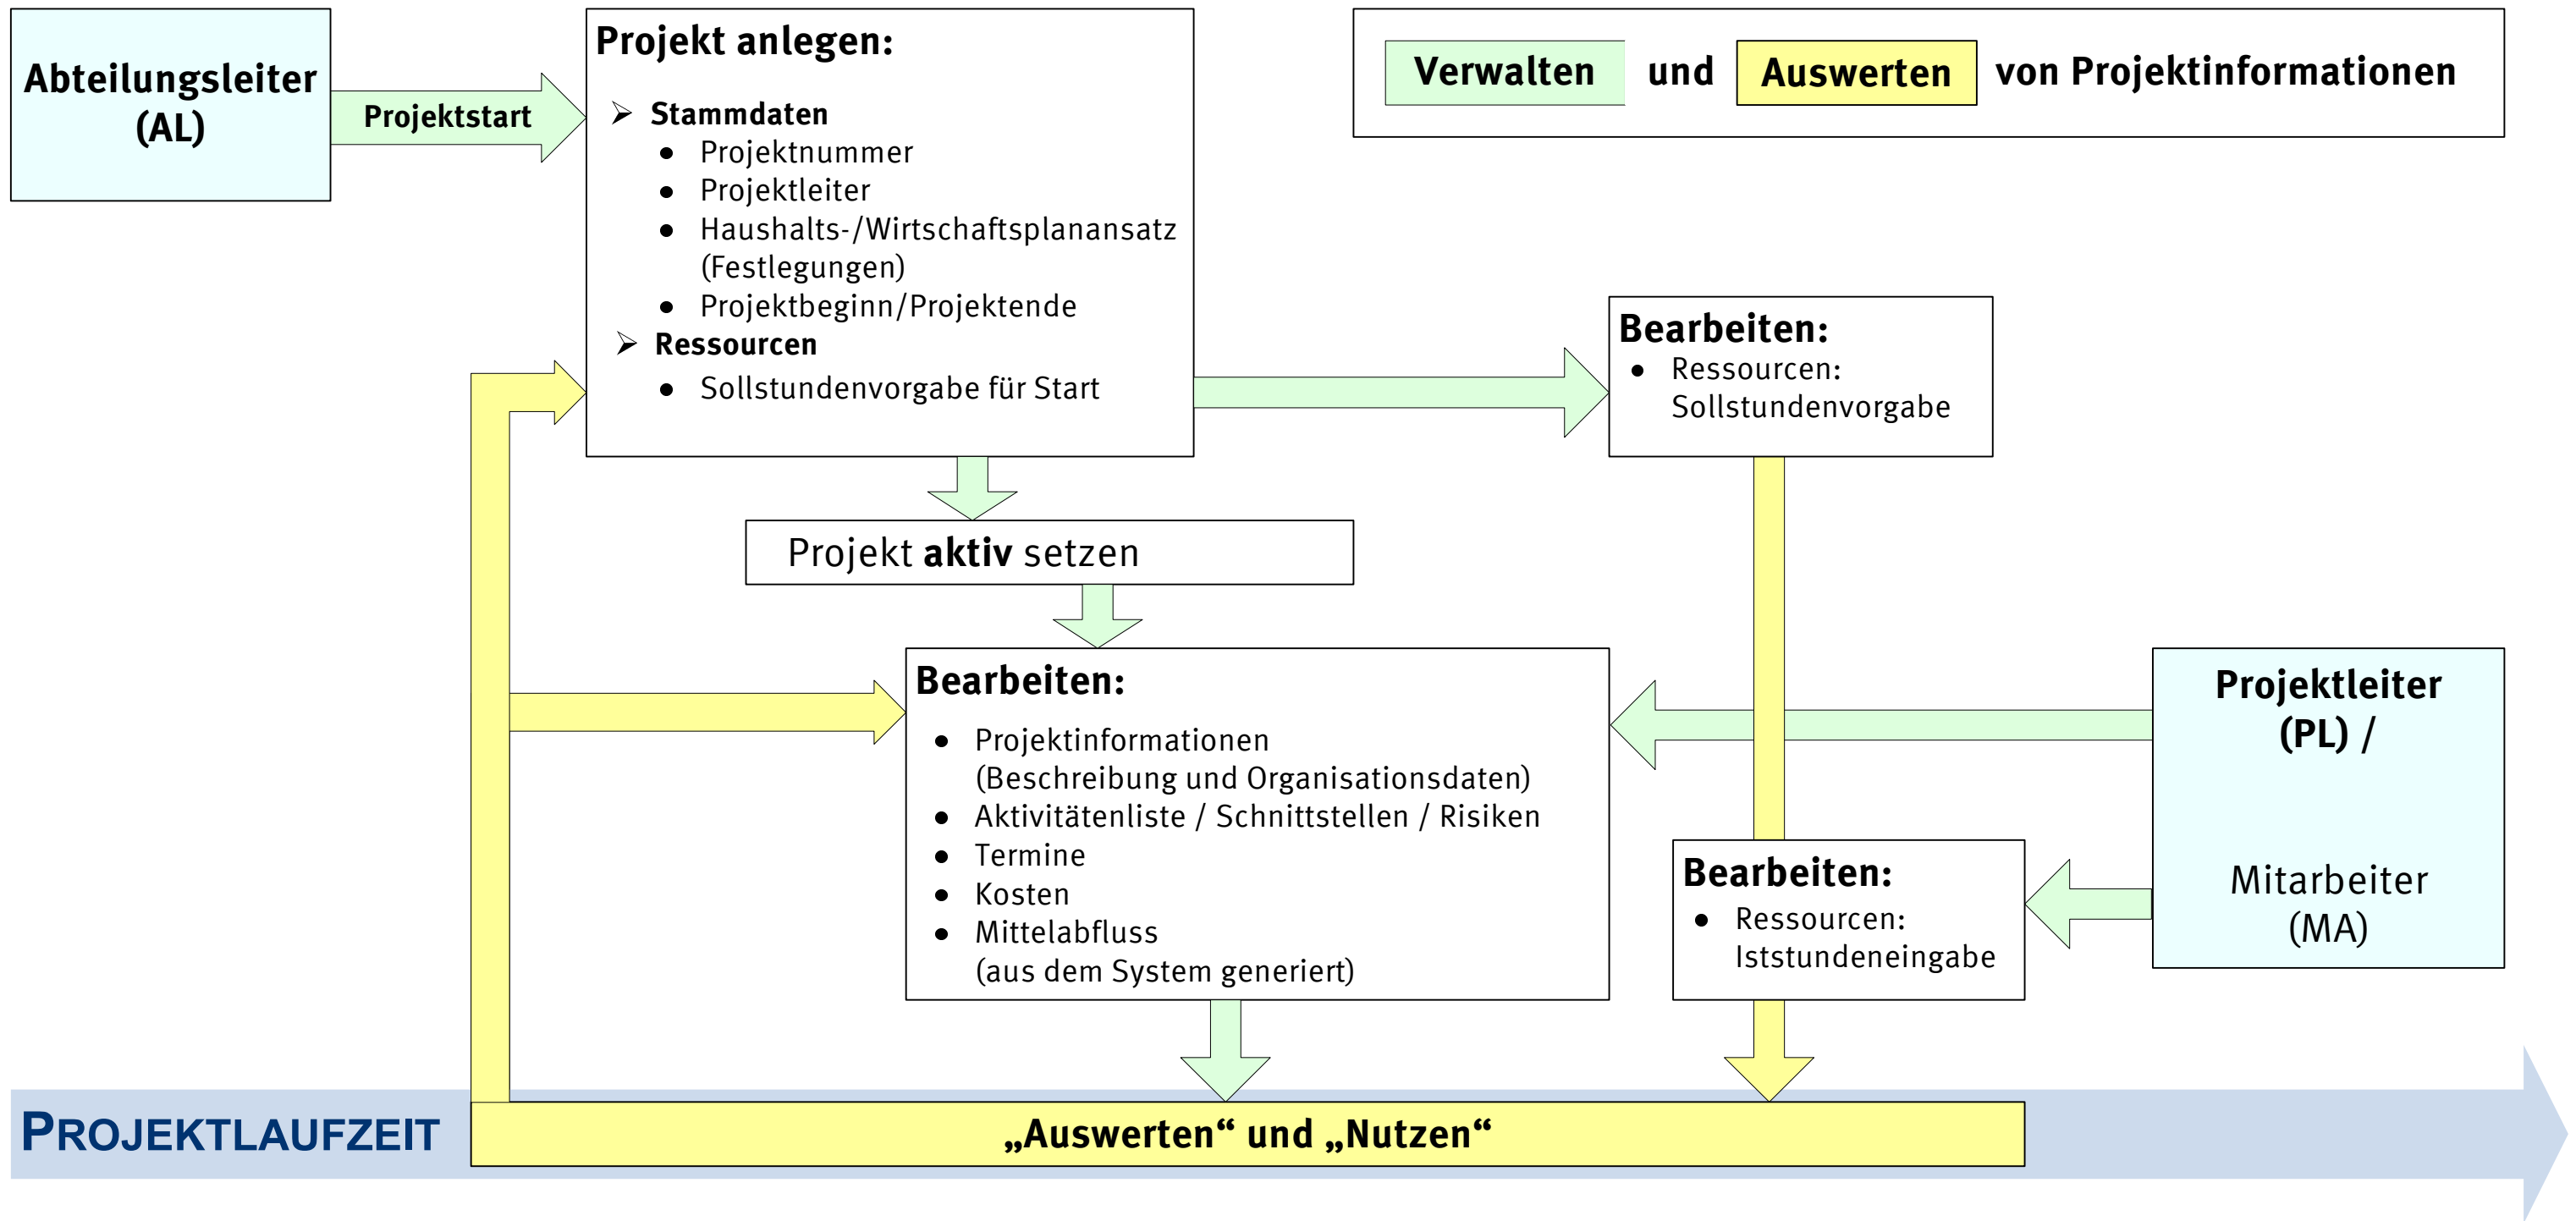 Abteilungsleiter
(AL)
Projektstart
Projekt anlegen:
➢ Stammdaten
● Projektnummer
● Projektleiter
● Haushalts-/Wirtschaftsplanansatz
(Festlegungen)
● Projektbeginn/Projektende
➢ Ressourcen
● Sollstundenvorgabe für Start
Verwalten und Auswerten von Projektinformationen
Bearbeiten:
● Ressourcen:
Sollstundenvorgabe
Projekt aktiv setzen
Bearbeiten:
● Projektinformationen
(Beschreibung und Organisationsdaten)
● Aktivitätenliste / Schnittstellen / Risiken
● Termine
● Kosten
● Mittelabfluss
(aus dem System generiert)
Projektleiter
(PL) /
Mitarbeiter
(MA)
Bearbeiten:
● Ressourcen:
Iststundeneingabe
PROJEKTLAUFZEIT
„Auswerten“ und „Nutzen“